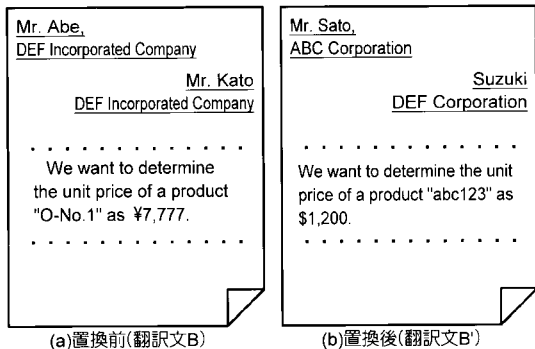 Mr. Abe,
DEF Incorporated Company
Mr. Kato
DEF Incorporated Company
We want to determine
the unit price of a product
"O-No.1" as ¥7,777.
(a)置換前(翻訳文B)
Mr. Sato,
ABC Corporation
Suzuki
DEF Corporation
We want to determine the unit
price of a product "abc123" as
$1,200.
(b)置換後(翻訳文B')